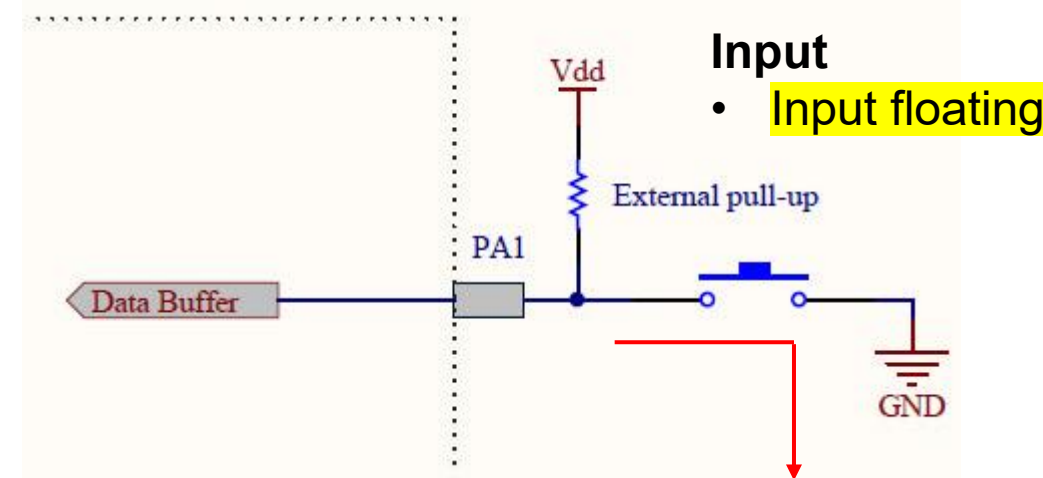 Input
• Input floating
Vdd
External pull-up
PA1
Data Buffer
GND